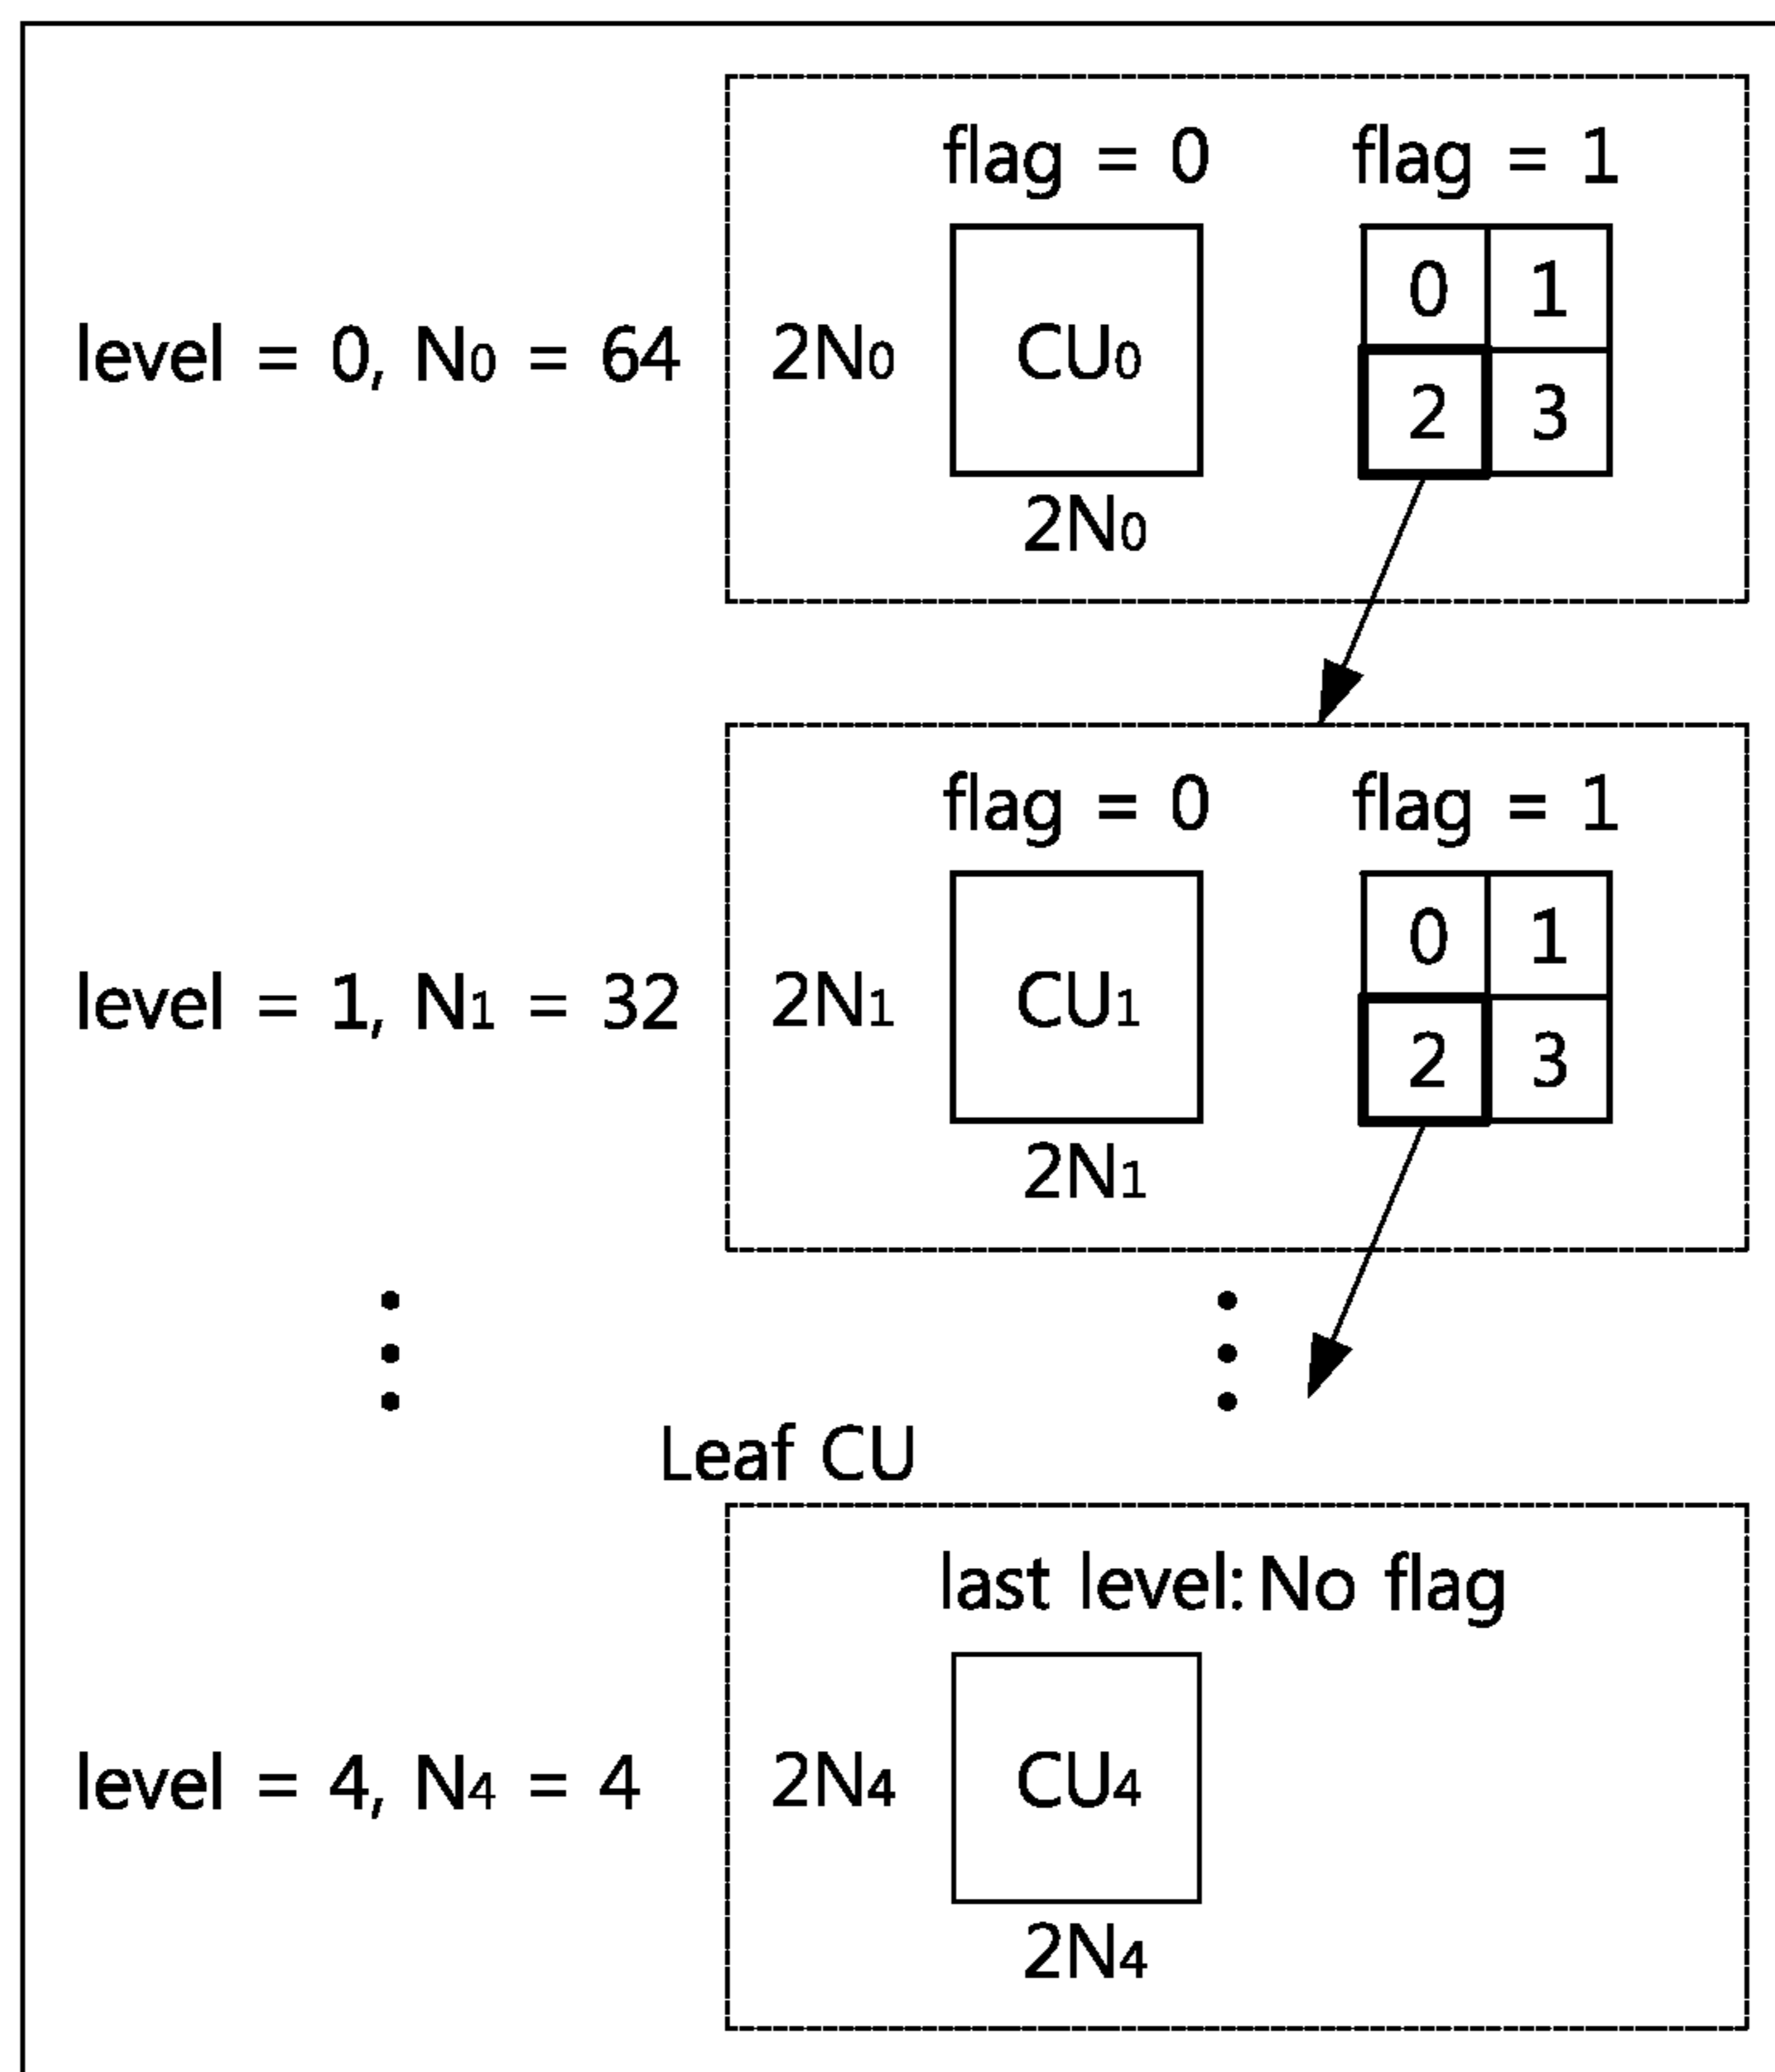 flag = 0 flag = 1
0 1
level = 0, N0 = 64 2N0 CU0
2 3
2N0
flag = 0 flag = 1
0 1
level = 1, N1 = 32 2N1 CU1
2 3
2N1
Leaf CU
last level: No flag
level = 4, N4 = 4 2N4 CU4
2N4